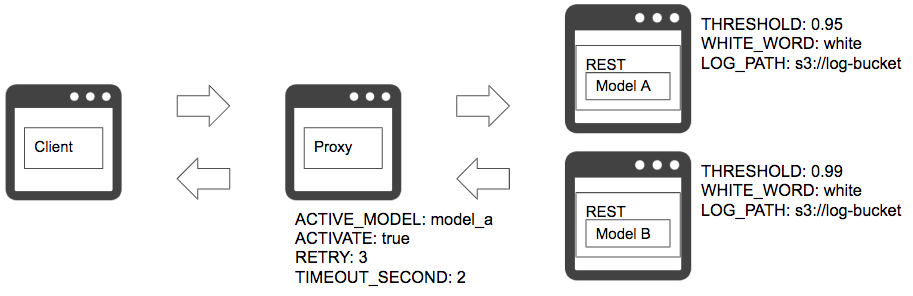 Client
Proxy
ACTIVE_MODEL: model_a
ACTIVATE: true
RETRY: 3
TIMEOUT_SECOND: 2
REST
Model A
THRESHOLD: 0.95
WHITE_WORD: white
LOG_PATH: s3://log-bucket
REST
Model B
THRESHOLD: 0.99
WHITE_WORD: white
LOG_PATH: s3://log-bucket